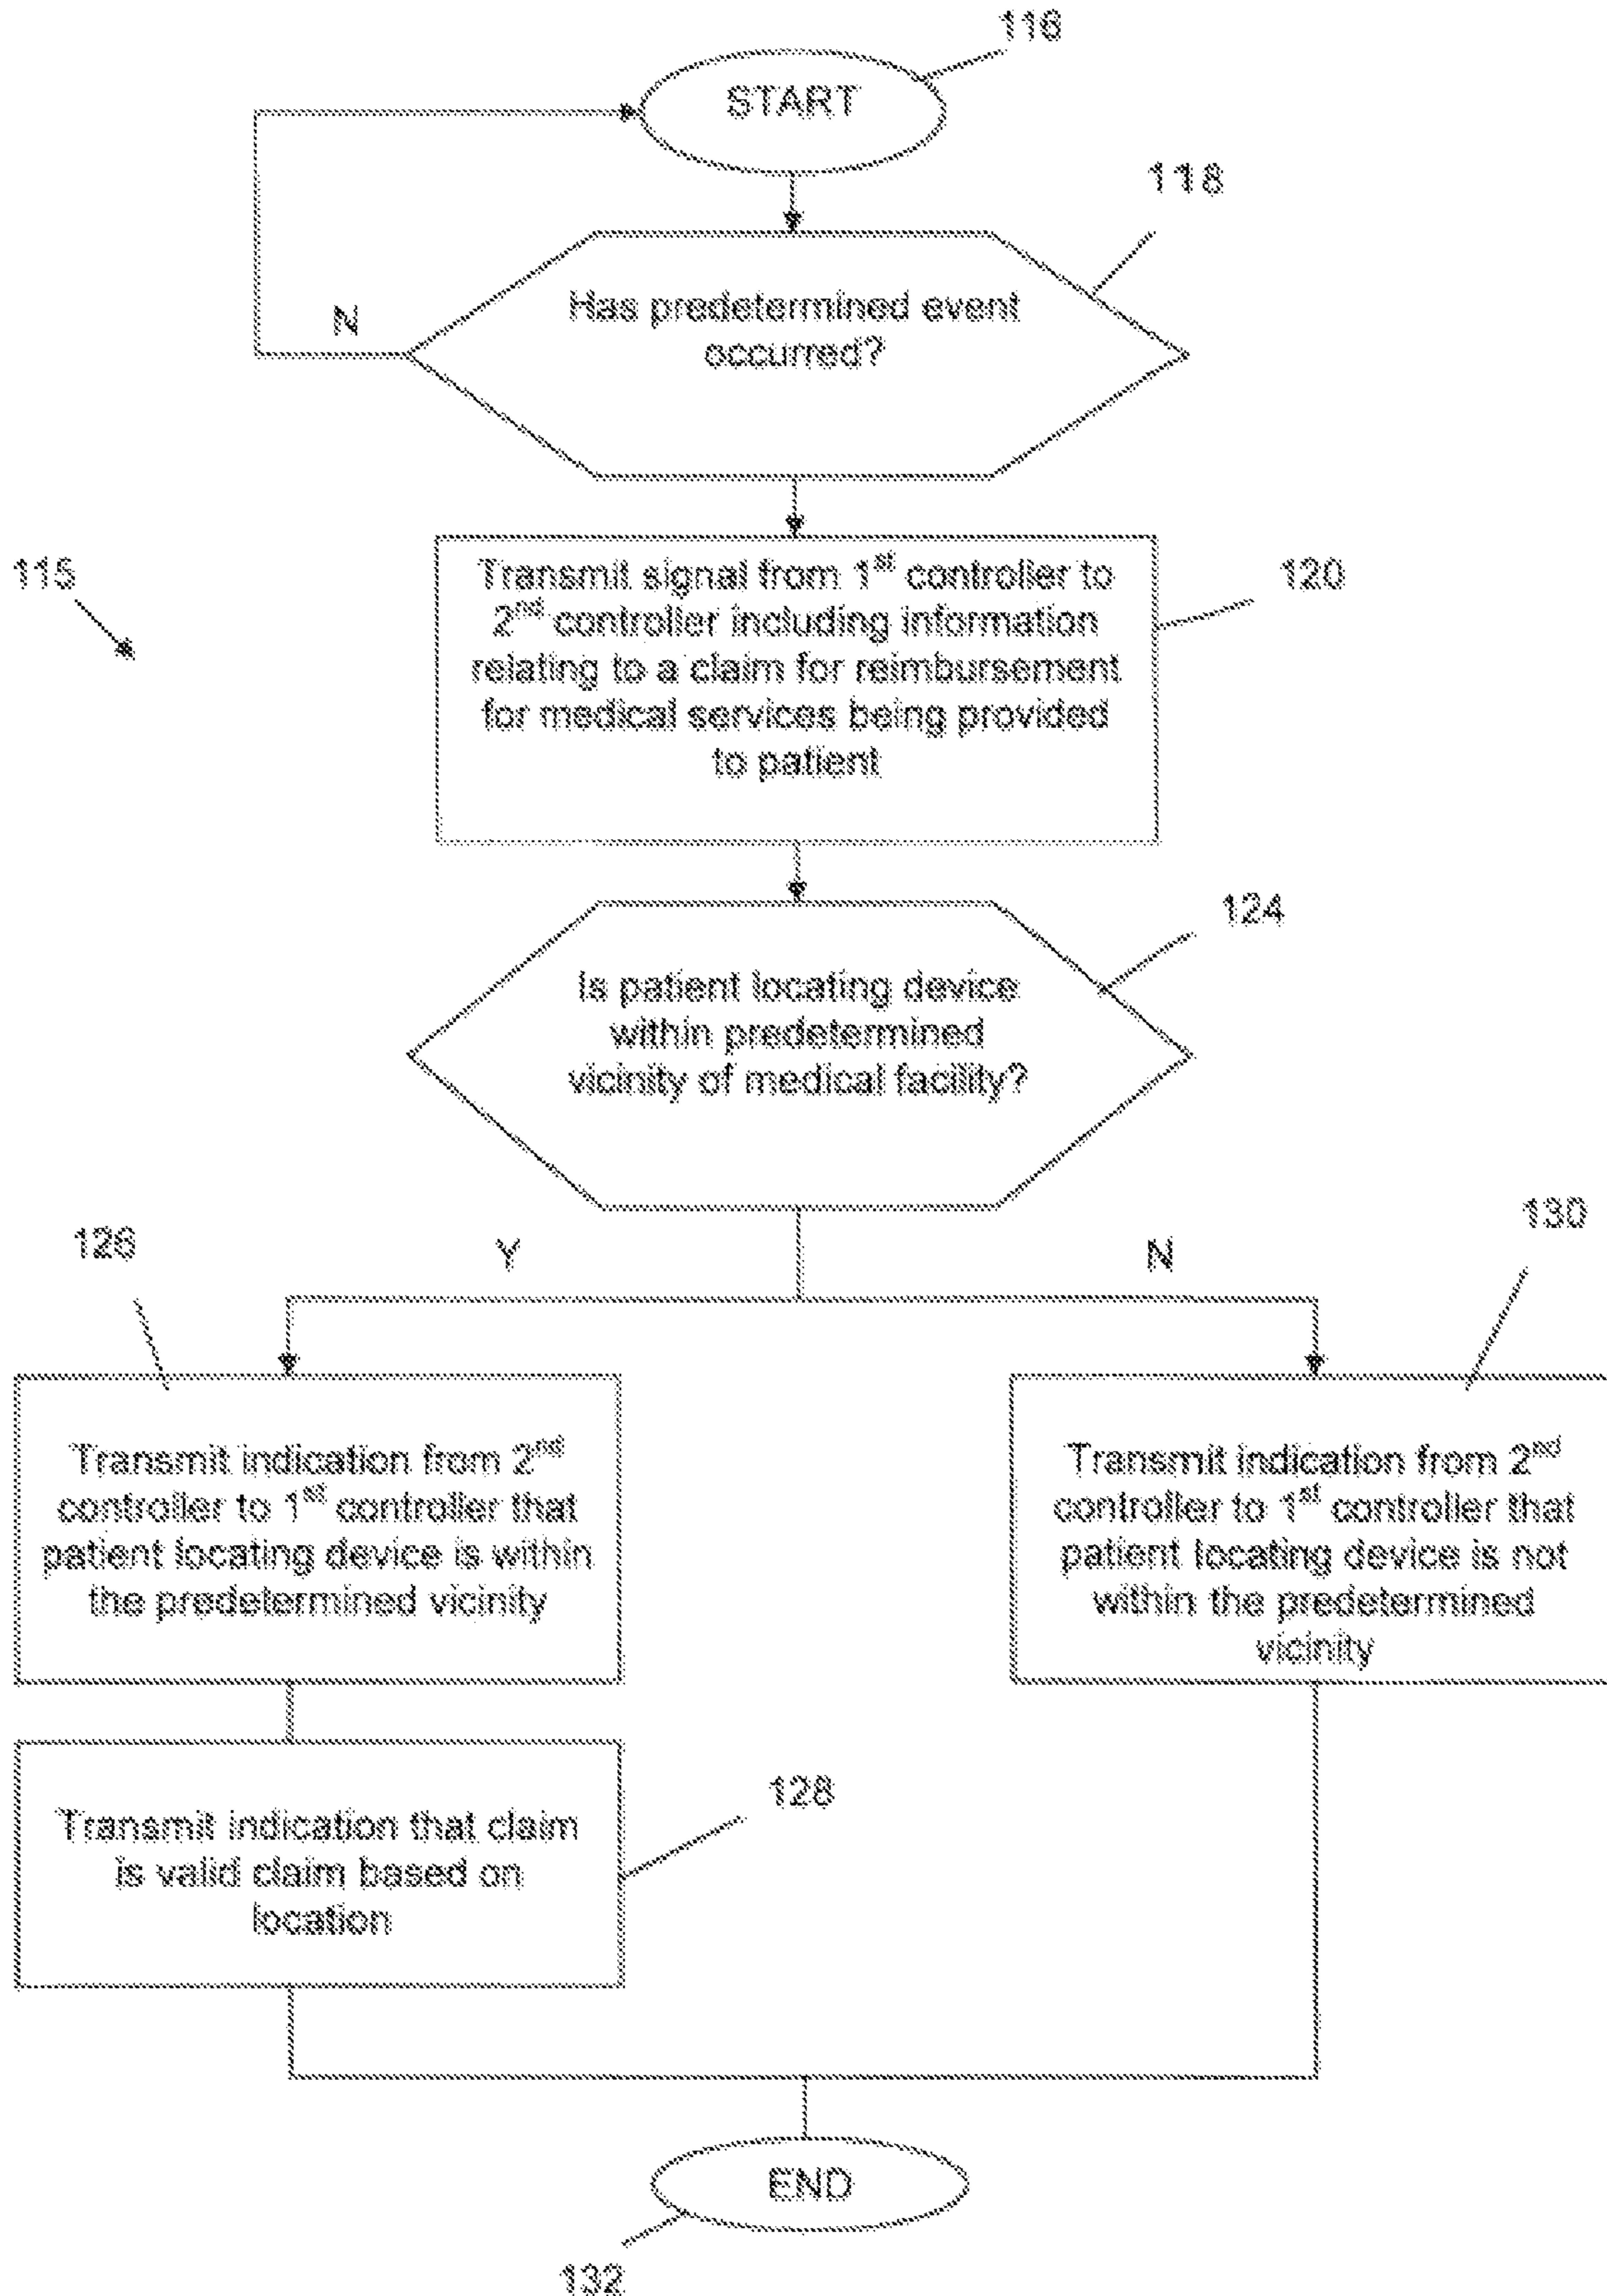 116
START
118
N
Has predetermined event
occurred?
115
Transmit signal from 1st controller to
2nd controller including information
relating to a claim for reimbursement
for medical services being provided
to patient
120
124
Is patient locating device
within predetermined
vicinity of medical facility?
126
Y
N
130
Transmit indication from 2nd
controller to 1st controller that
patient locating device is within
the predetermined vicinity
Transmit indication from 2nd
controller to 1st controller that
patient locating device is not
within the predetermined
vicinity
128
Transmit indication that claim
is valid claim based on
location
END
132